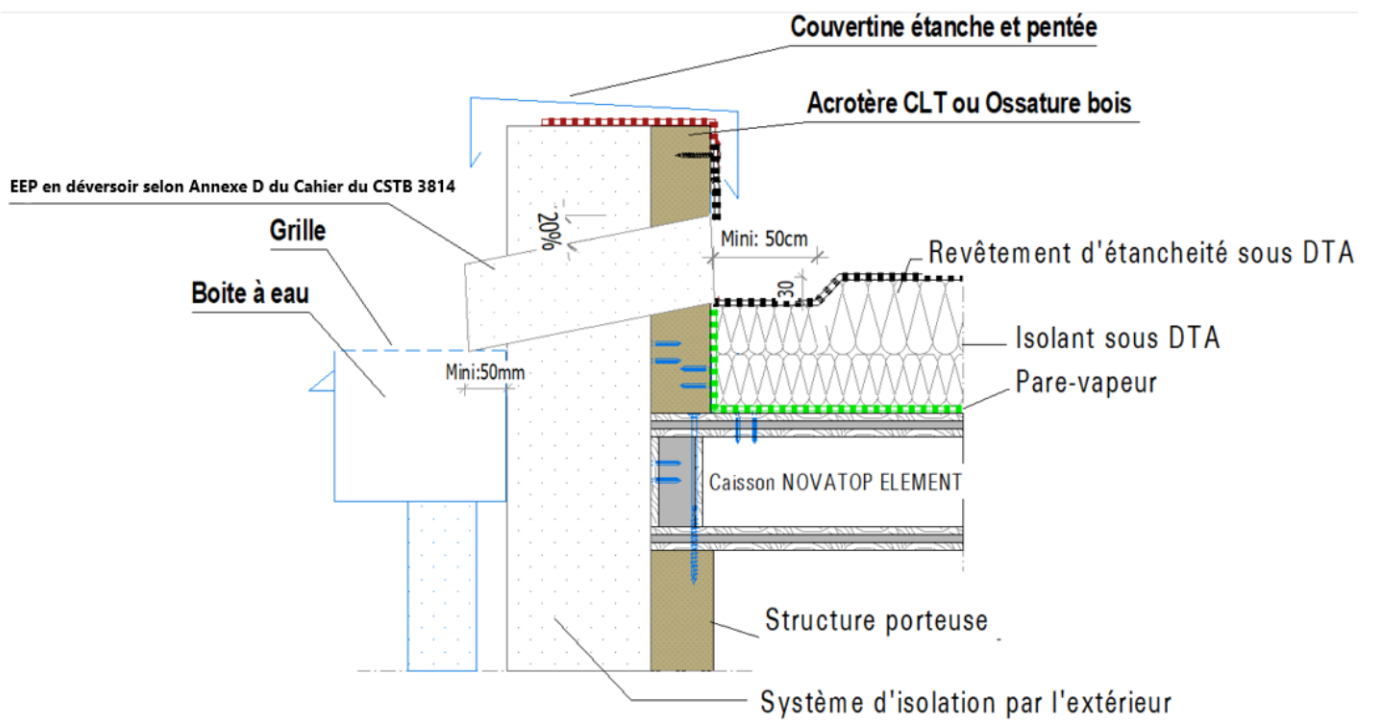 Couvertine étanche et pentée
Acrotère CLT ou Ossature bois
EEP en déversoir selon Annexe D du Cahier du CSTB 3814
20%
Grille
Mini: 50cm
Revêtement d'étancheité sous DTA
Boite à eau
30
Isolant sous DTA
Mini:50mm
Pare-vapeur
Caisson NOVATOP ELEMENT
Structure porteuse
Système d'isolation par l'extérieur